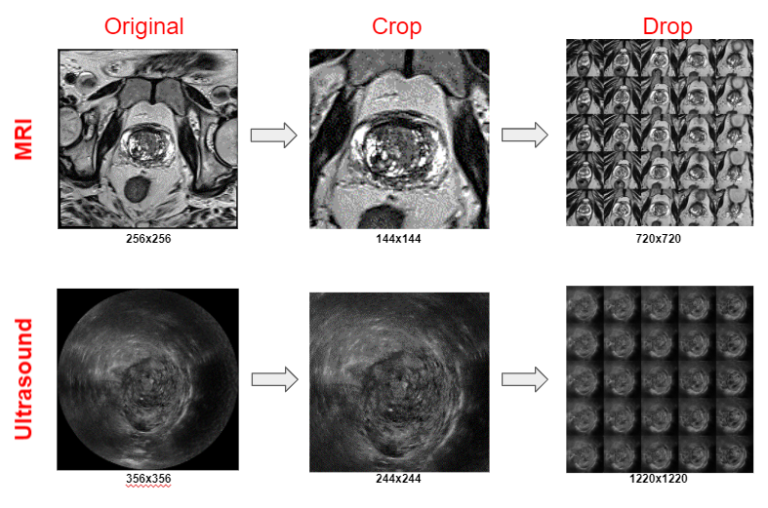 Original
Crop
Drop
MRI
256x256
144x144
720x720
Ultrasound
356x356
244x244
1220x1220